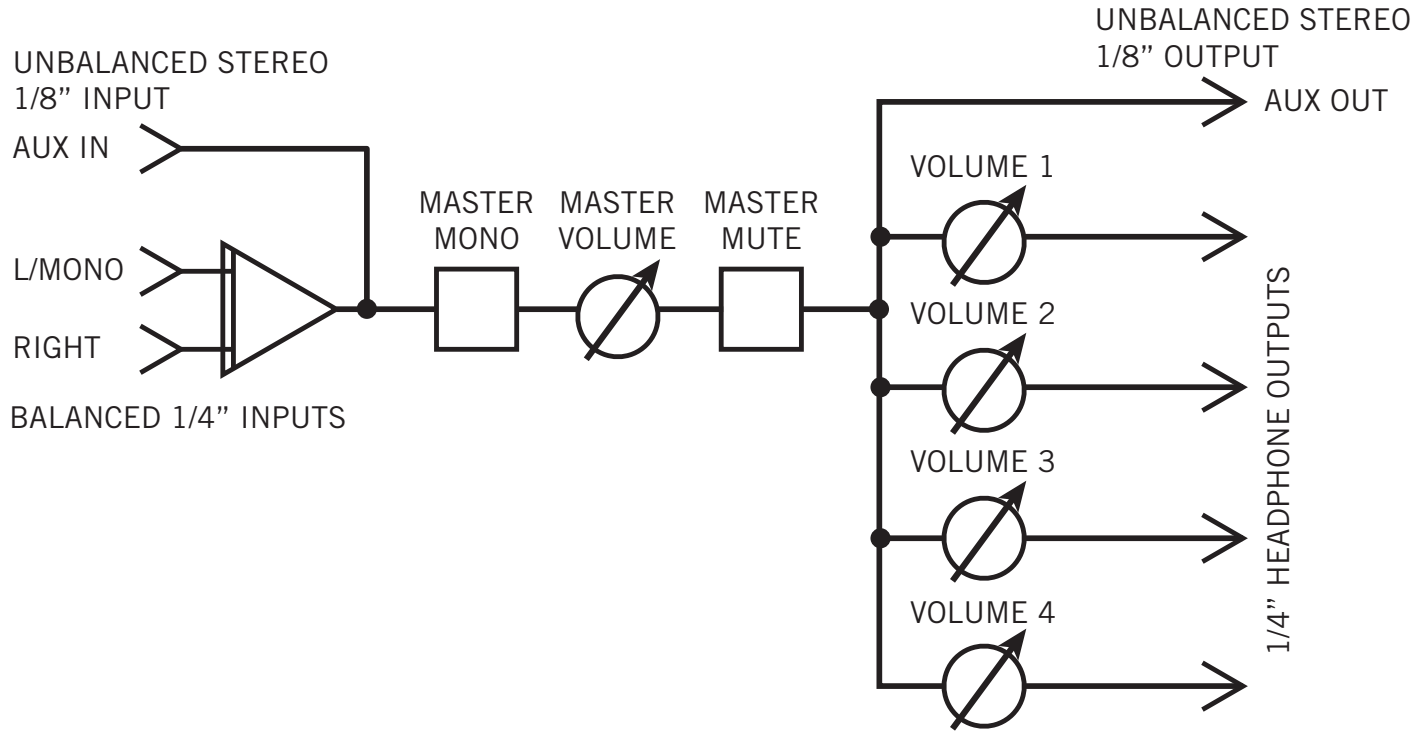 UNBALANCED STEREO
1/8” INPUT
AUX IN
L/MONO
RIGHT
BALANCED 1/4” INPUTS
MASTER
MONO
MASTER
VOLUME
MASTER
MUTE
UNBALANCED STEREO
1/8” OUTPUT
AUX OUT
VOLUME 1
VOLUME 2
VOLUME 3
VOLUME 4
1/4” HEADPHONE OUTPUTS